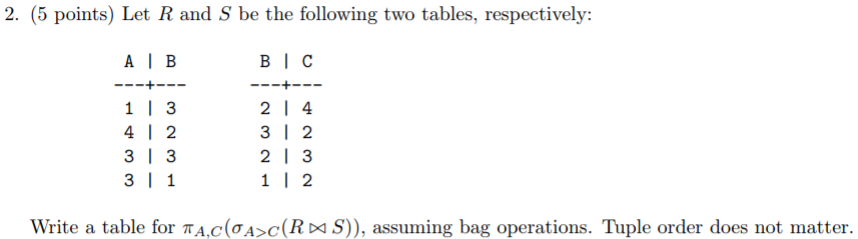 2. (5 points) Let R and S be the following two tables, respectively:
A | B    B | C
---+---    ---+---
1 | 3    2 | 4
4 | 2    3 | 2
3 | 3    2 | 3
3 | 1    1 | 2
Write a table for π_{A,C}(σ_{A>C}(R ⋈ S)), assuming bag operations. Tuple order does not matter.